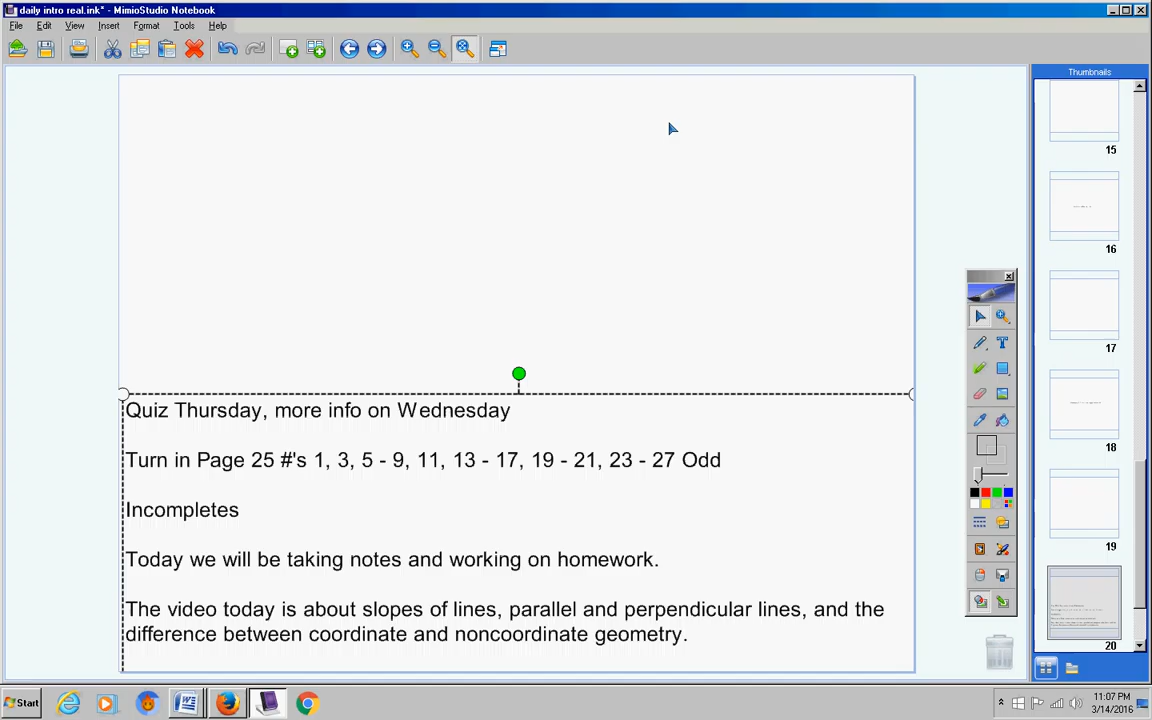 daily intro real.ink* - MimioStudio Notebook
File Edit View Insert Format Tools Help
Thumbnails
15
16
17
18
19
20
Quiz Thursday, more info on Wednesday
Turn in Page 25 #'s 1, 3, 5 - 9, 11, 13 - 17, 19 - 21, 23 - 27 Odd
Incompletes
Today we will be taking notes and working on homework.
The video today is about slopes of lines, parallel and perpendicular lines, and the
difference between coordinate and noncoordinate geometry.
Start
11:07 PM
3/14/2016